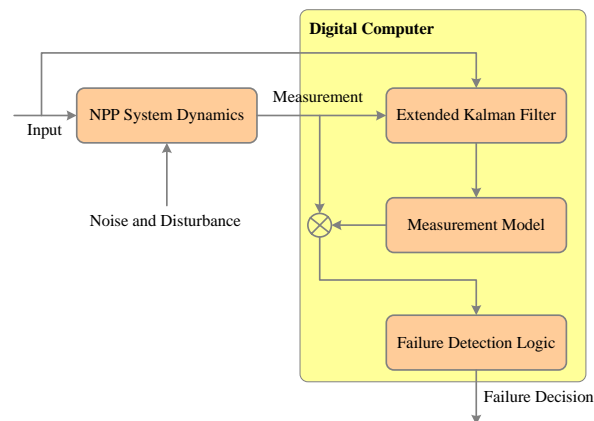 Digital Computer
Measurement
NPP System Dynamics
Extended Kalman Filter
Input
Noise and Disturbance
Measurement Model
Failure Detection Logic
Failure Decision